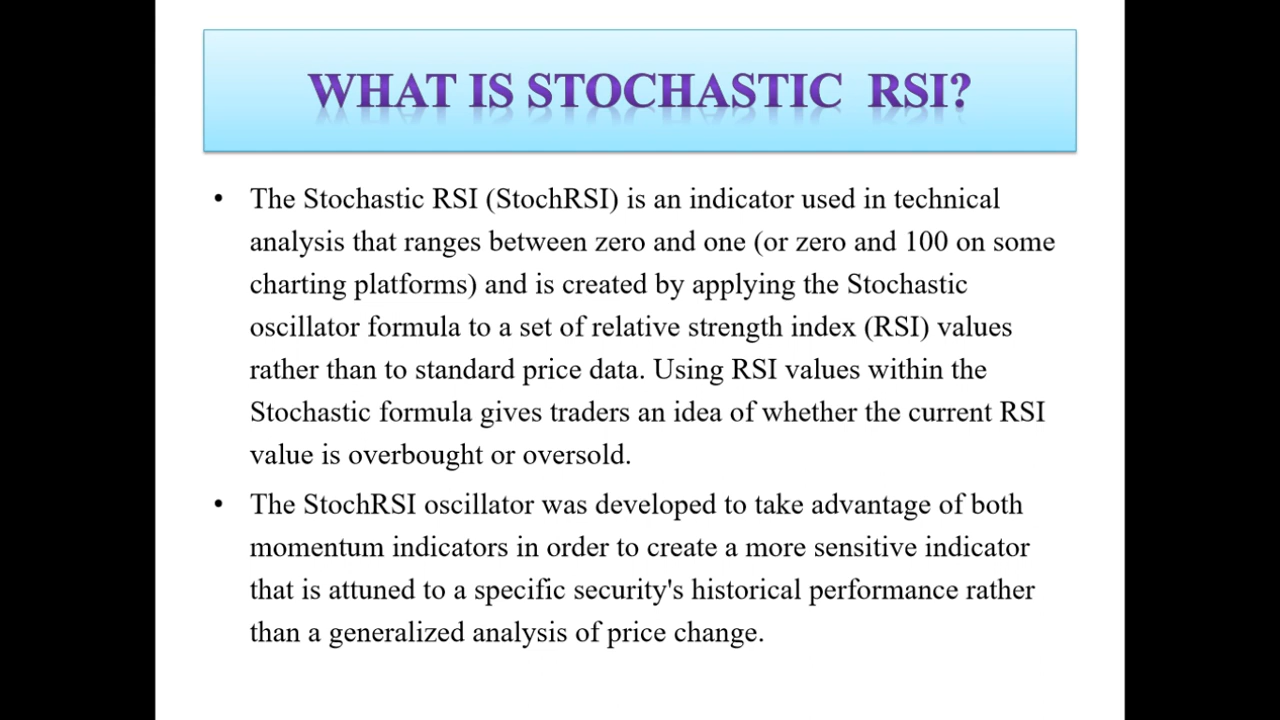 WHAT IS STOCHASTIC RSI?
• The Stochastic RSI (StochRSI) is an indicator used in technical
analysis that ranges between zero and one (or zero and 100 on some
charting platforms) and is created by applying the Stochastic
oscillator formula to a set of relative strength index (RSI) values
rather than to standard price data. Using RSI values within the
Stochastic formula gives traders an idea of whether the current RSI
value is overbought or oversold.
• The StochRSI oscillator was developed to take advantage of both
momentum indicators in order to create a more sensitive indicator
that is attuned to a specific security's historical performance rather
than a generalized analysis of price change.